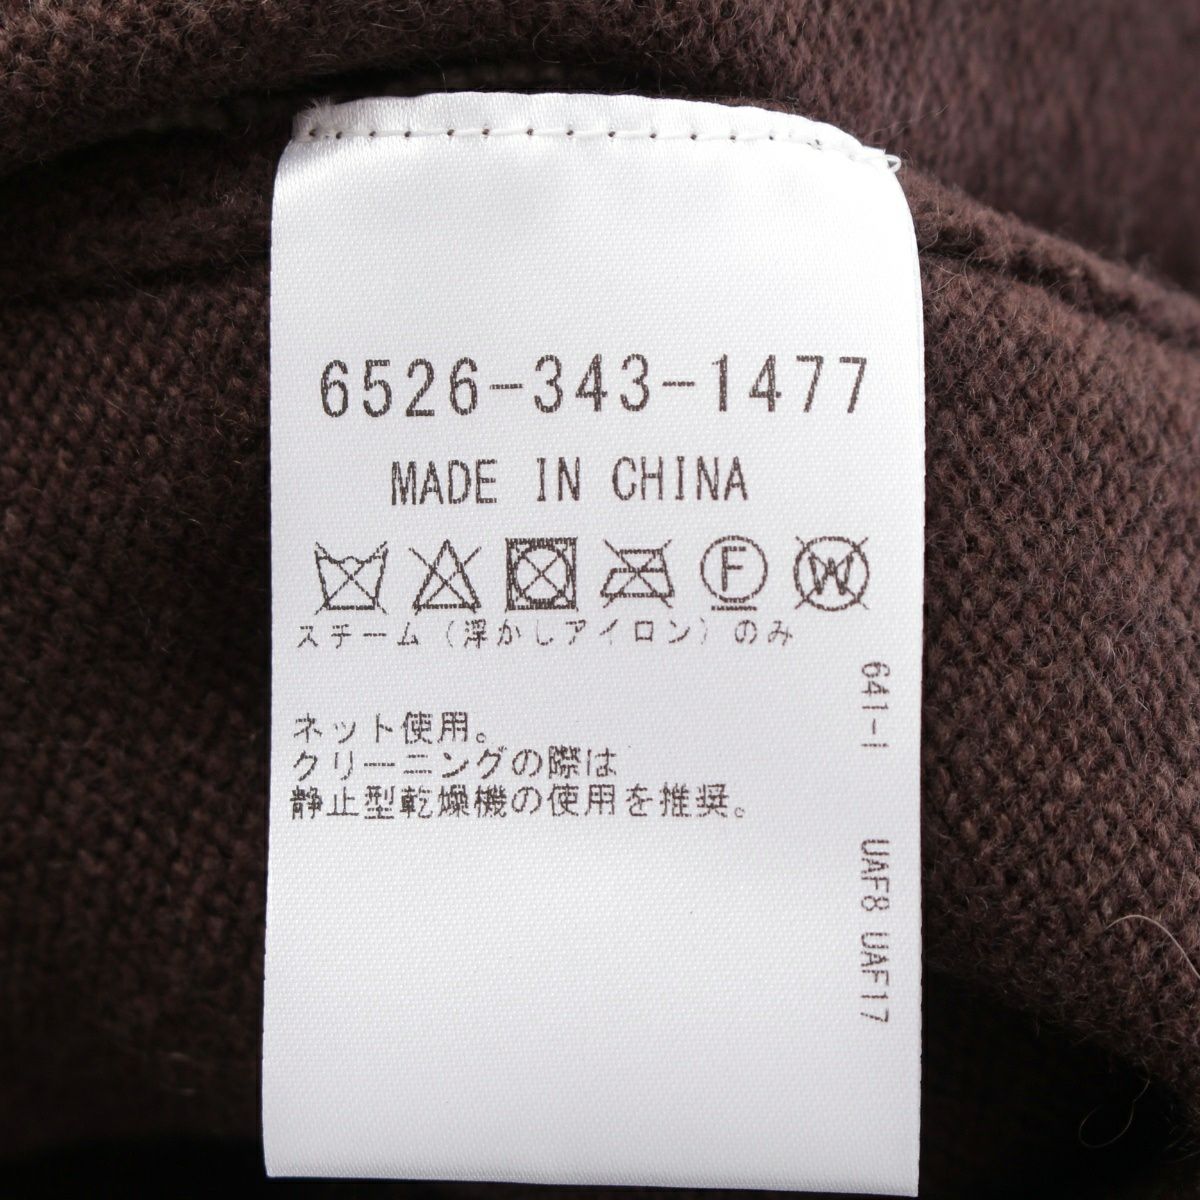 6526-343-1477
MADE IN CHINA
F W
スチーム(浮かしアイロン)のみ
ネット使用。
クリーニングの際は
静止型乾燥機の使用を推奨。
641-1
UAF8 UAF17